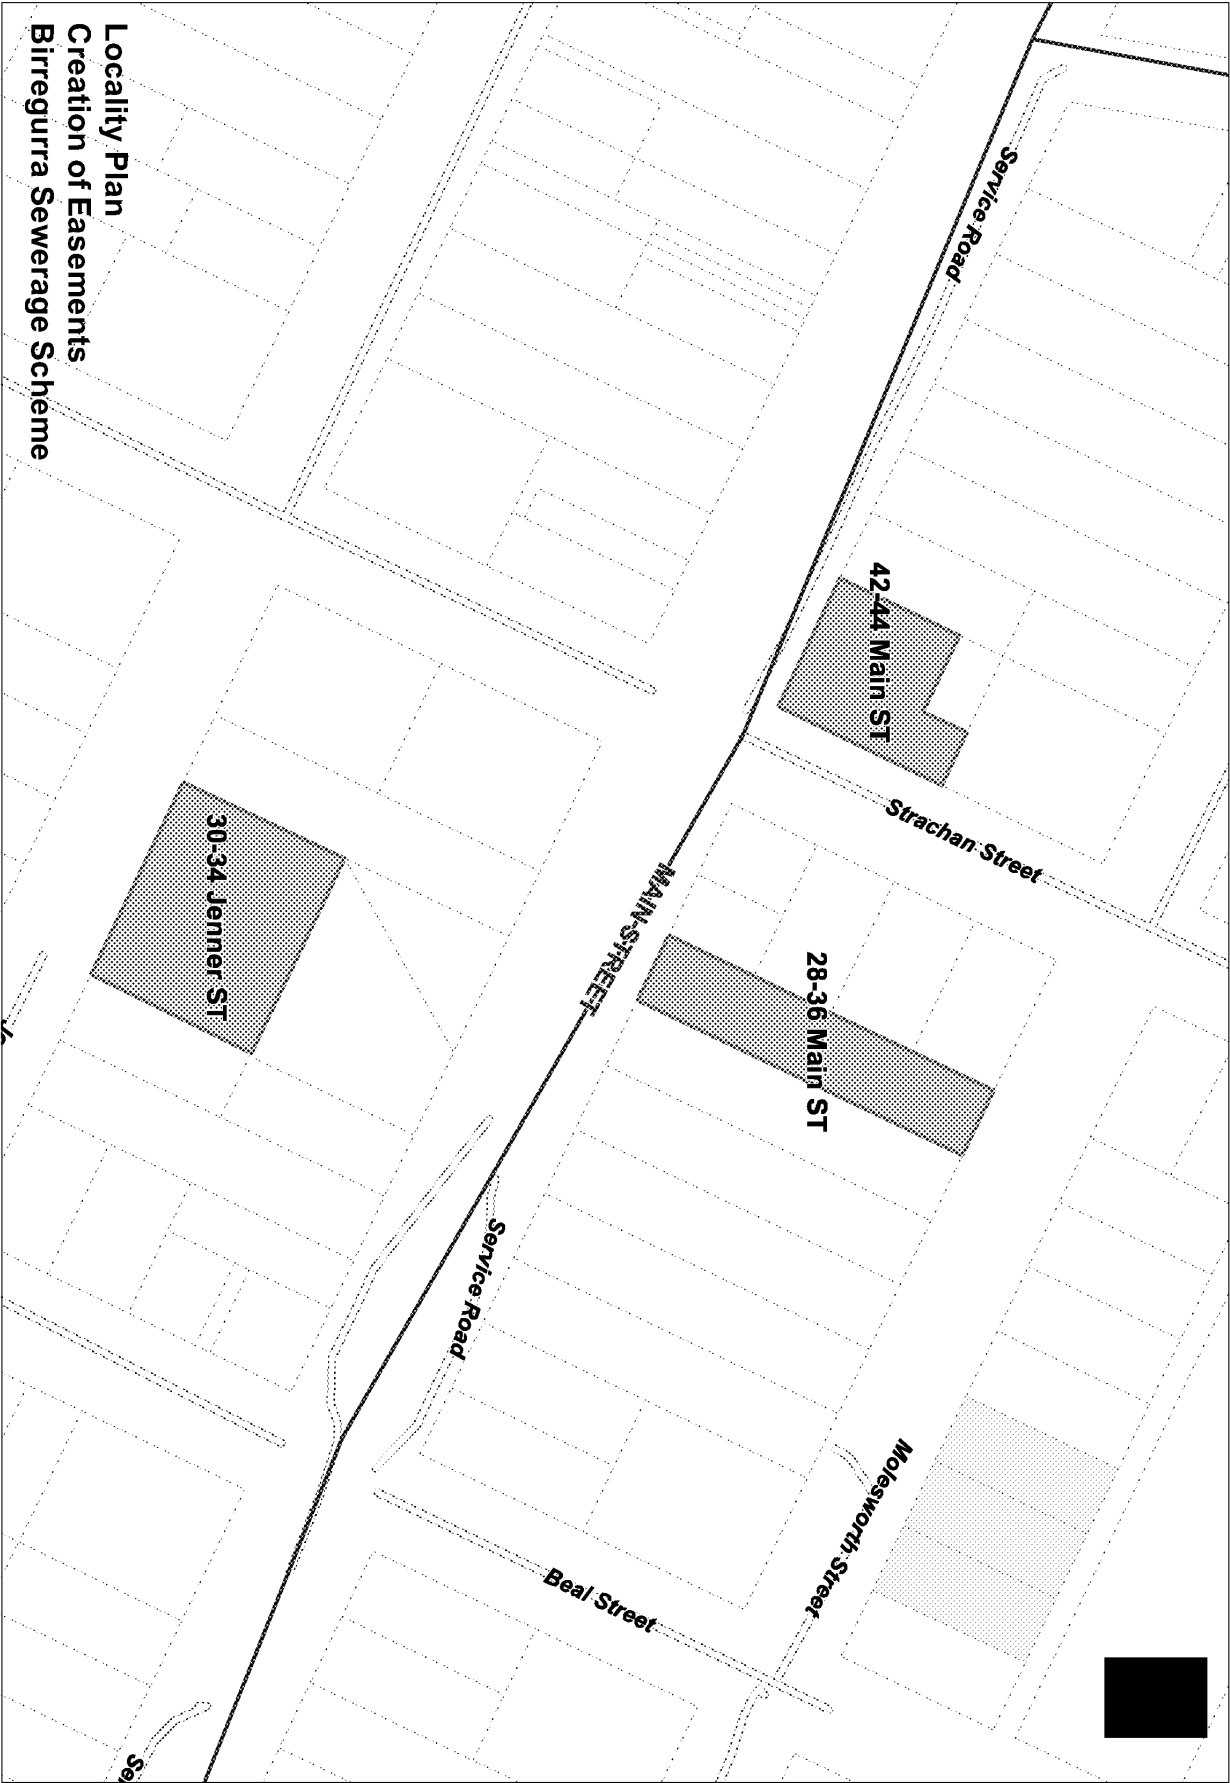 Locality Plan
Creation of Easements
Birregurra Sewerage Scheme
Service Road
42-44 Main ST
Strachan Street
MAIN STREET
28-36 Main ST
30-34 Jenner ST
Service Road
Molesworth Street
Beal Street